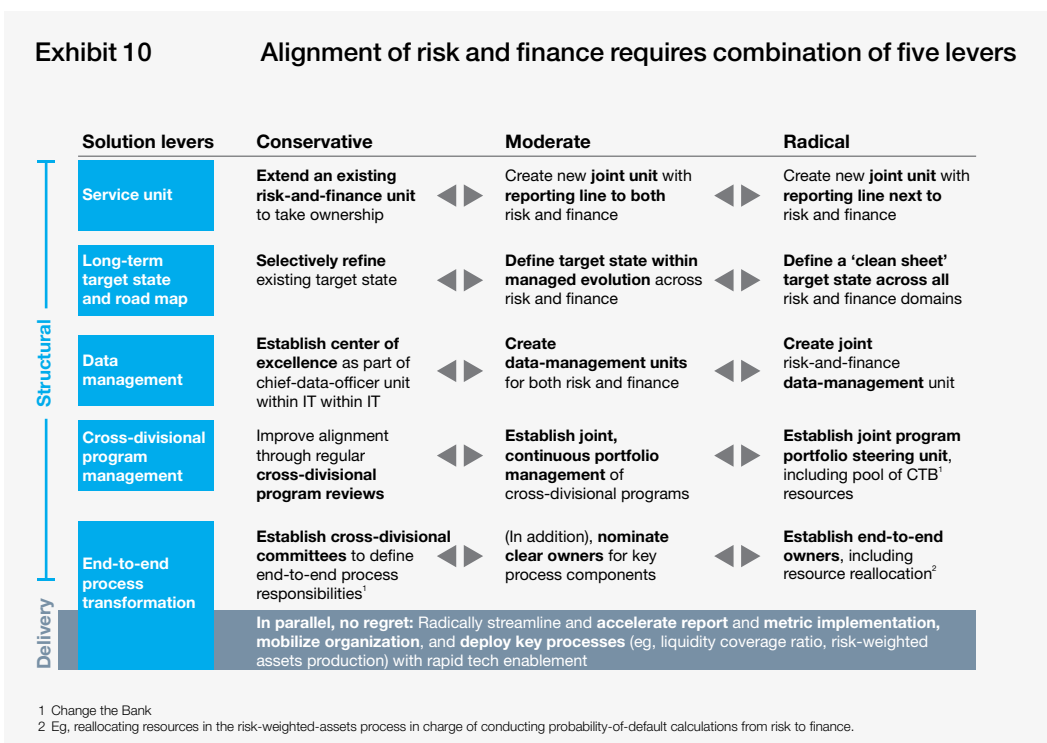 Exhibit 10
Alignment of risk and finance requires combination of five levers
Solution levers
Conservative
Moderate
Radical
Structural
Service unit
Extend an existing
risk-and-finance unit
to take ownership
Create new joint unit with
reporting line to both
risk and finance
Create new joint unit with
reporting line next to
risk and finance
Long-term
target state
and road map
Selectively refine
existing target state
Define target state within
managed evolution across
risk and finance
Define a ‘clean sheet’
target state across all
risk and finance domains
Data
management
Establish center of
excellence as part of
chief-data-officer unit
within IT within IT
Create
data-management units
for both risk and finance
Create joint
risk-and-finance
data-management unit
Cross-divisional
program
management
Improve alignment
through regular
cross-divisional
program reviews
Establish joint,
continuous portfolio
management of
cross-divisional programs
Establish joint program
portfolio steering unit,
including pool of CTB1
resources
End-to-end
process
transformation
Establish cross-divisional
committees to define
end-to-end process
responsibilities1
(In addition), nominate
clear owners for key
process components
Establish end-to-end
owners, including
resource reallocation2
Delivery
In parallel, no regret: Radically streamline and accelerate report and metric implementation,
mobilize organization, and deploy key processes (eg, liquidity coverage ratio, risk-weighted
assets production) with rapid tech enablement
1 Change the Bank
2 Eg, reallocating resources in the risk-weighted-assets process in charge of conducting probability-of-default calculations from risk to finance.